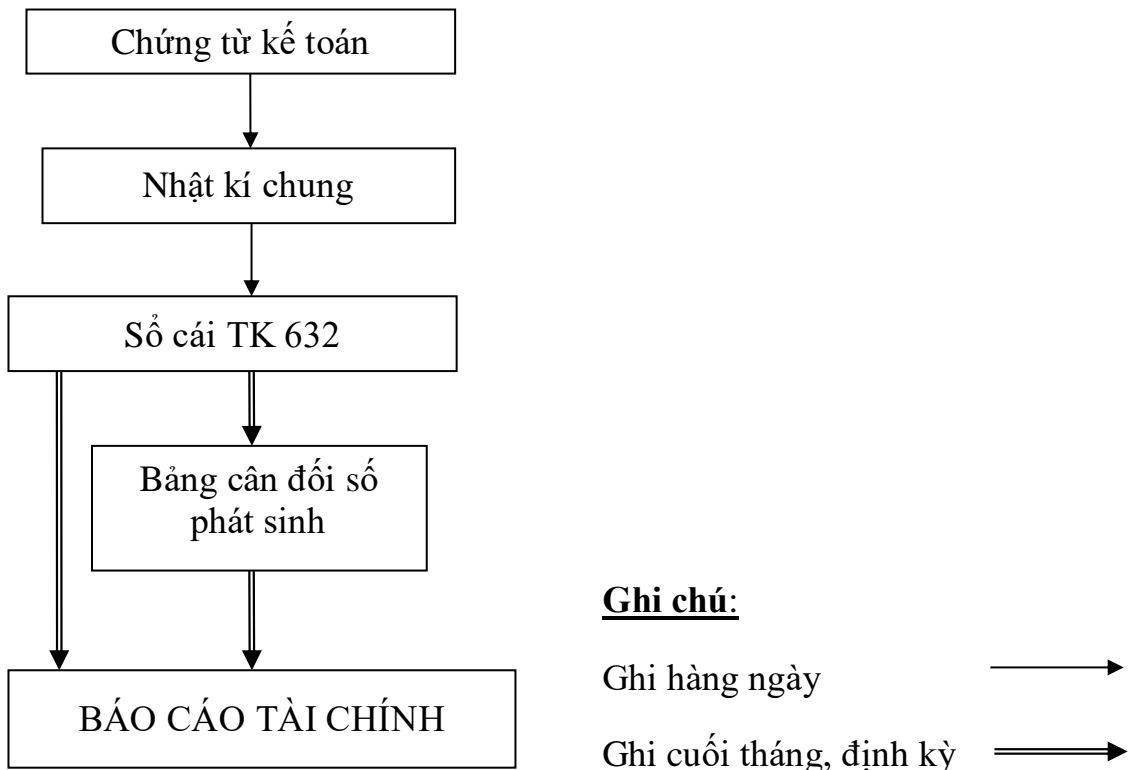 Chứng từ kế toán
Nhật kí chung
Sổ cái TK 632
Bảng cân đối số
phát sinh
BÁO CÁO TÀI CHÍNH
Ghi chú:
Ghi hàng ngày
Ghi cuối tháng, định kỳ